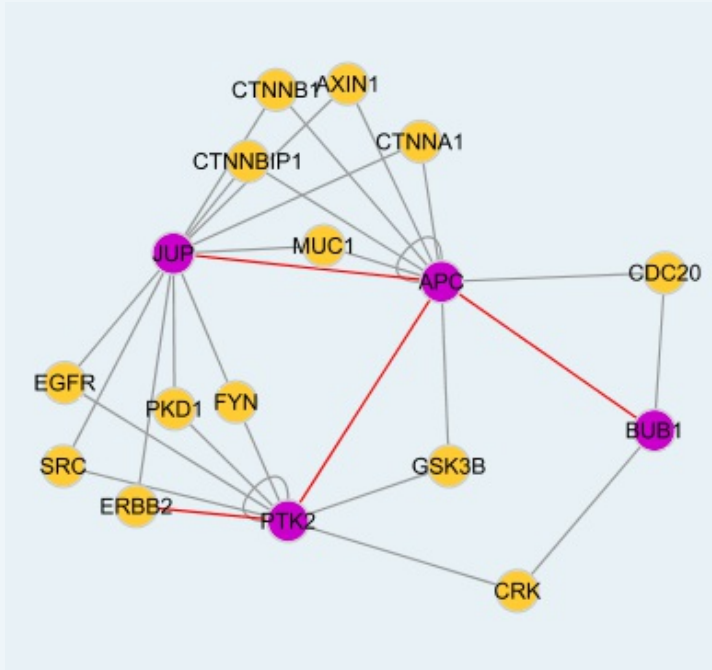 CTNNB1
AXIN1
CTNNA1
CTNNBIP1
MUC1
JUP
APC
CDC20
EGFR
PKD1
FYN
BUB1
SRC
GSK3B
ERBB2
PTK2
CRK